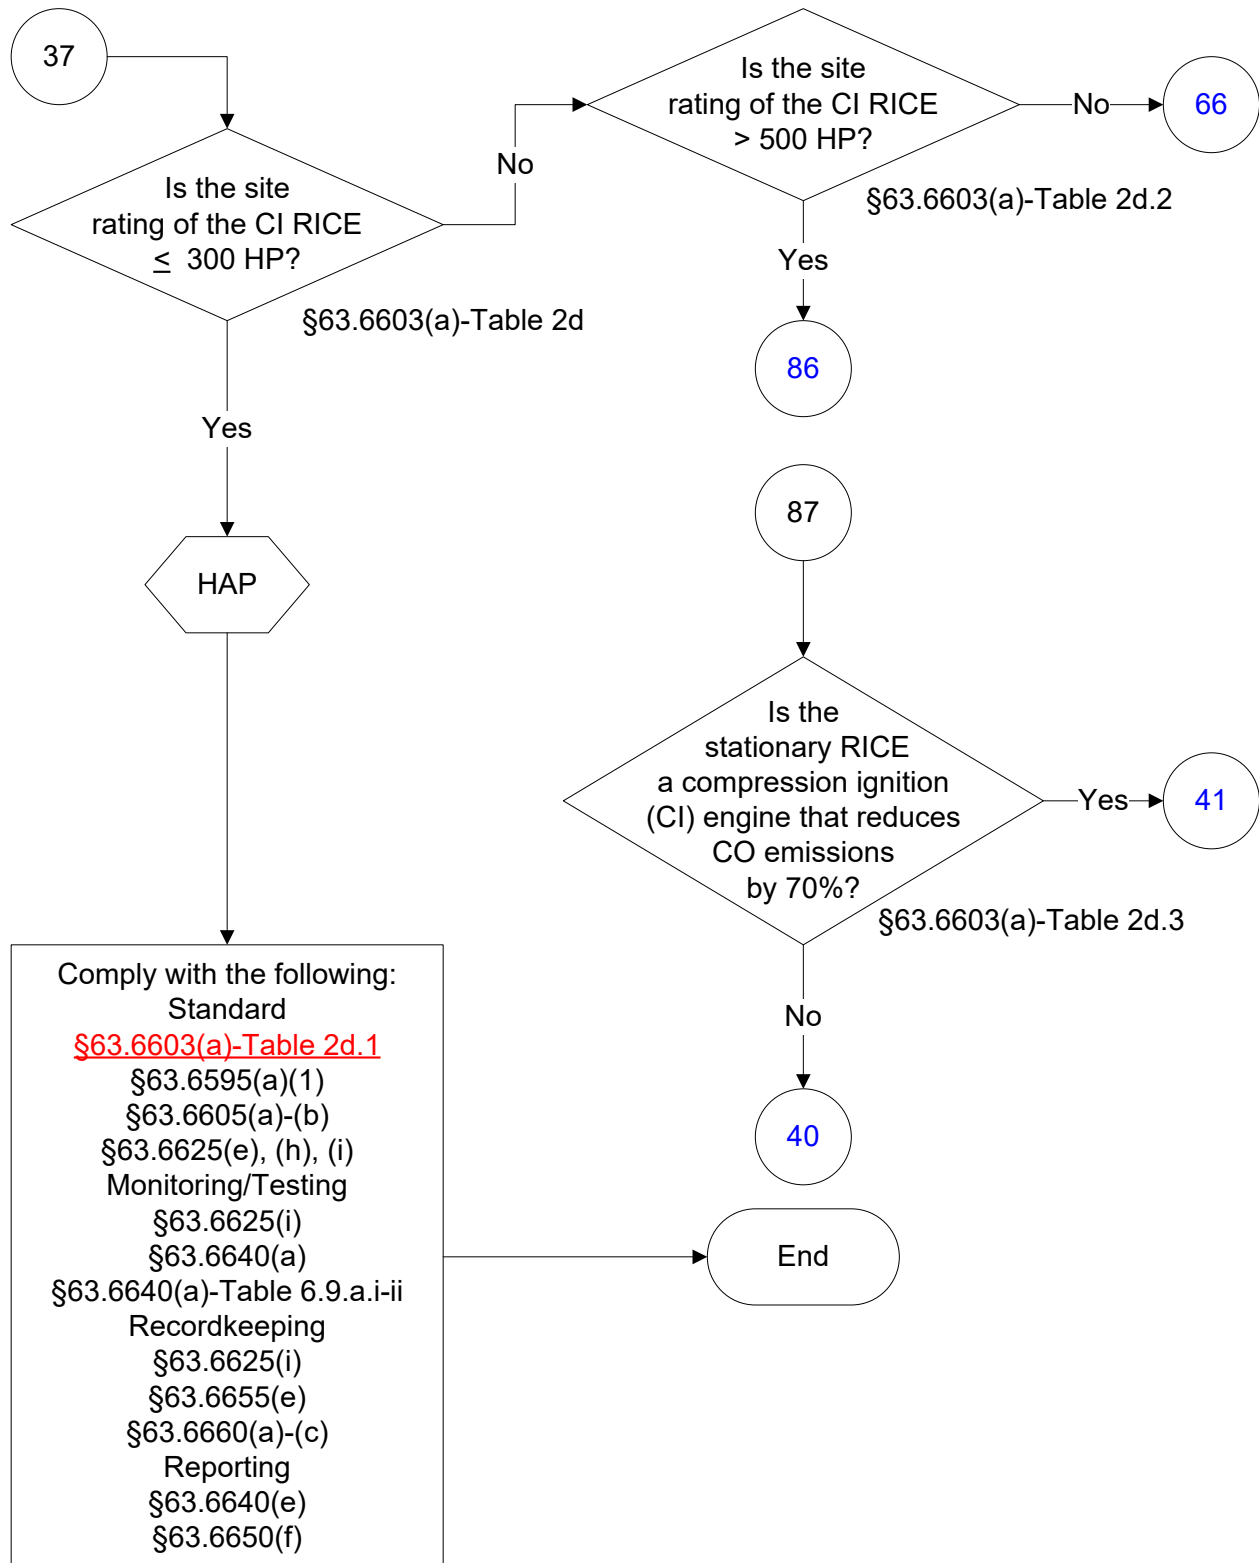 37
Is the site
rating of the CI RICE
≤ 300 HP?
§63.6603(a)-Table 2d
No
Is the site
rating of the CI RICE
> 500 HP?
§63.6603(a)-Table 2d.2
No
66
Yes
86
Yes
HAP
87
Is the
stationary RICE
a compression ignition
(CI) engine that reduces
CO emissions
by 70%?
§63.6603(a)-Table 2d.3
Yes
41
No
40
Comply with the following:
Standard
§63.6603(a)-Table 2d.1
§63.6595(a)(1)
§63.6605(a)-(b)
§63.6625(e), (h), (i)
Monitoring/Testing
§63.6625(i)
§63.6640(a)
§63.6640(a)-Table 6.9.a.i-ii
Recordkeeping
§63.6625(i)
§63.6655(e)
§63.6660(a)-(c)
Reporting
§63.6640(e)
§63.6650(f)
End